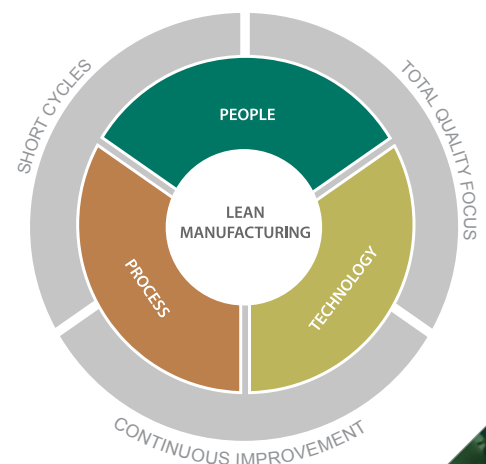 SHORT CYCLES
TOTAL QUALITY FOCUS
PEOPLE
LEAN
MANUFACTURING
PROCESS
TECHNOLOGY
CONTINUOUS IMPROVEMENT